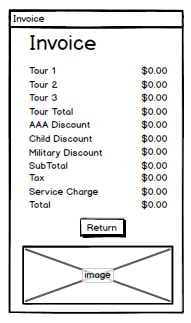 Invoice
Invoice
Tour 1 $0.00
Tour 2 $0.00
Tour 3 $0.00
Tour Total $0.00
AAA Discount $0.00
Child Discount $0.00
Military Discount $0.00
SubTotal $0.00
Tax $0.00
Service Charge $0.00
Total $0.00
Return
image